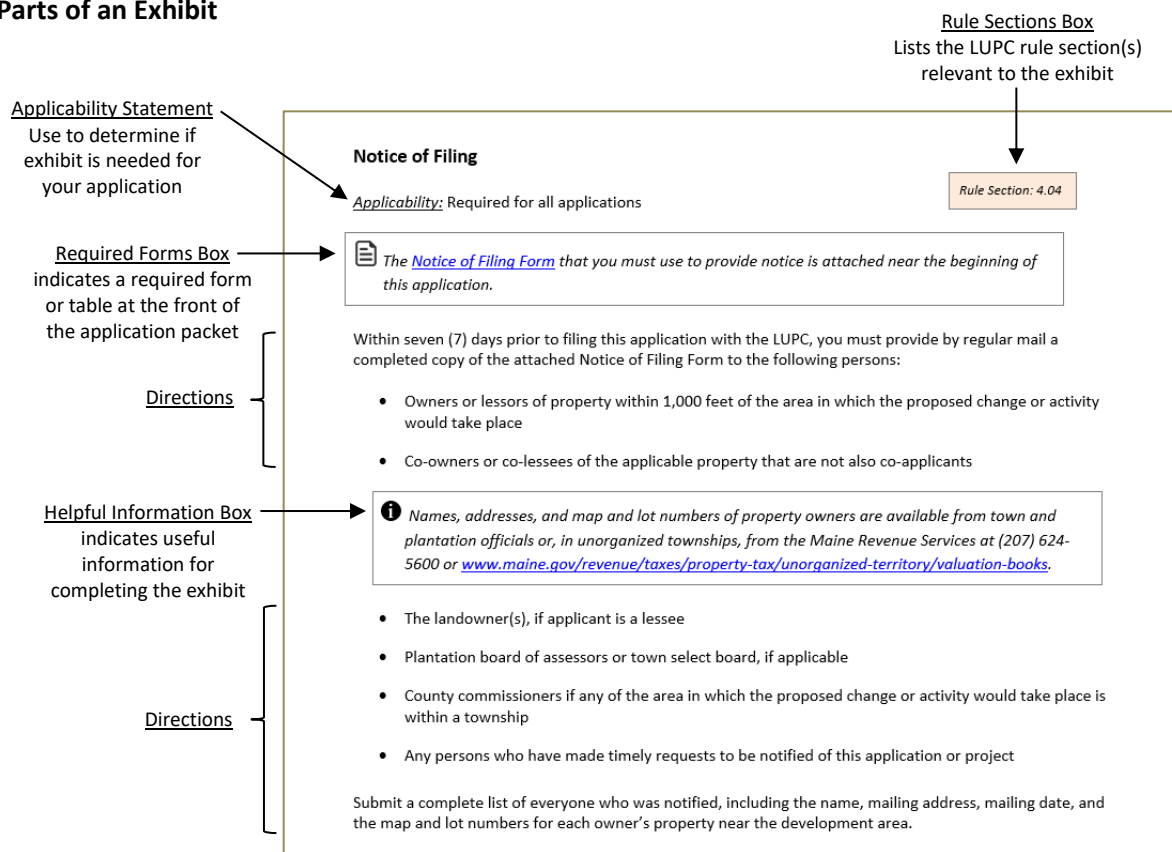 Parts of an Exhibit
Rule Sections Box
Lists the LUPC rule section(s)
relevant to the exhibit
Applicability Statement
Use to determine if
exhibit is needed for
your application
Notice of Filing
Rule Section: 4.04
Applicability: Required for all applications
Required Forms Box
indicates a required form
or table at the front of
the application packet
The Notice of Filing Form that you must use to provide notice is attached near the beginning of
this application.
Within seven (7) days prior to filing this application with the LUPC, you must provide by regular mail a
completed copy of the attached Notice of Filing Form to the following persons:
Directions
• Owners or lessors of property within 1,000 feet of the area in which the proposed change or activity
would take place
• Co-owners or co-lessees of the applicable property that are not also co-applicants
Helpful Information Box
indicates useful
information for
completing the exhibit
i Names, addresses, and map and lot numbers of property owners are available from town and
plantation officials or, in unorganized townships, from the Maine Revenue Services at (207) 624-
5600 or www.maine.gov/revenue/taxes/property-tax/unorganized-territory/valuation-books.
• The landowner(s), if applicant is a lessee
• Plantation board of assessors or town select board, if applicable
Directions
• County commissioners if any of the area in which the proposed change or activity would take place is
within a township
• Any persons who have made timely requests to be notified of this application or project
Submit a complete list of everyone who was notified, including the name, mailing address, mailing date, and
the map and lot numbers for each owner's property near the development area.